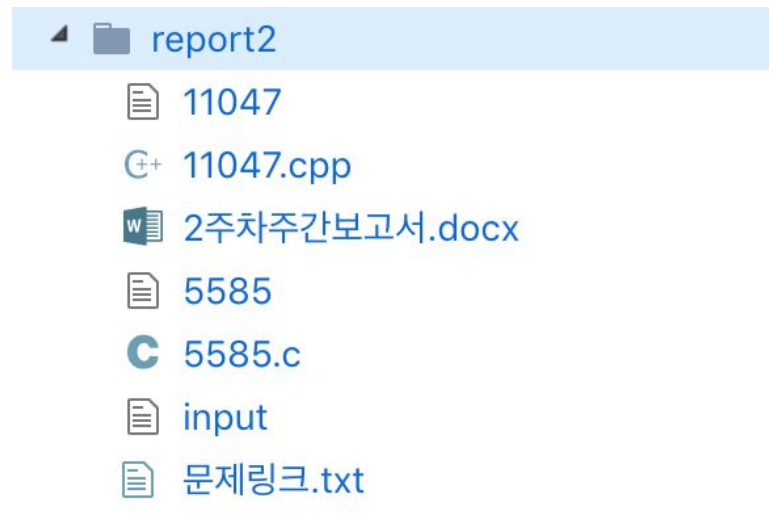 report2
11047
11047.cpp
2주차주간보고서.docx
5585
5585.c
input
문제링크.txt